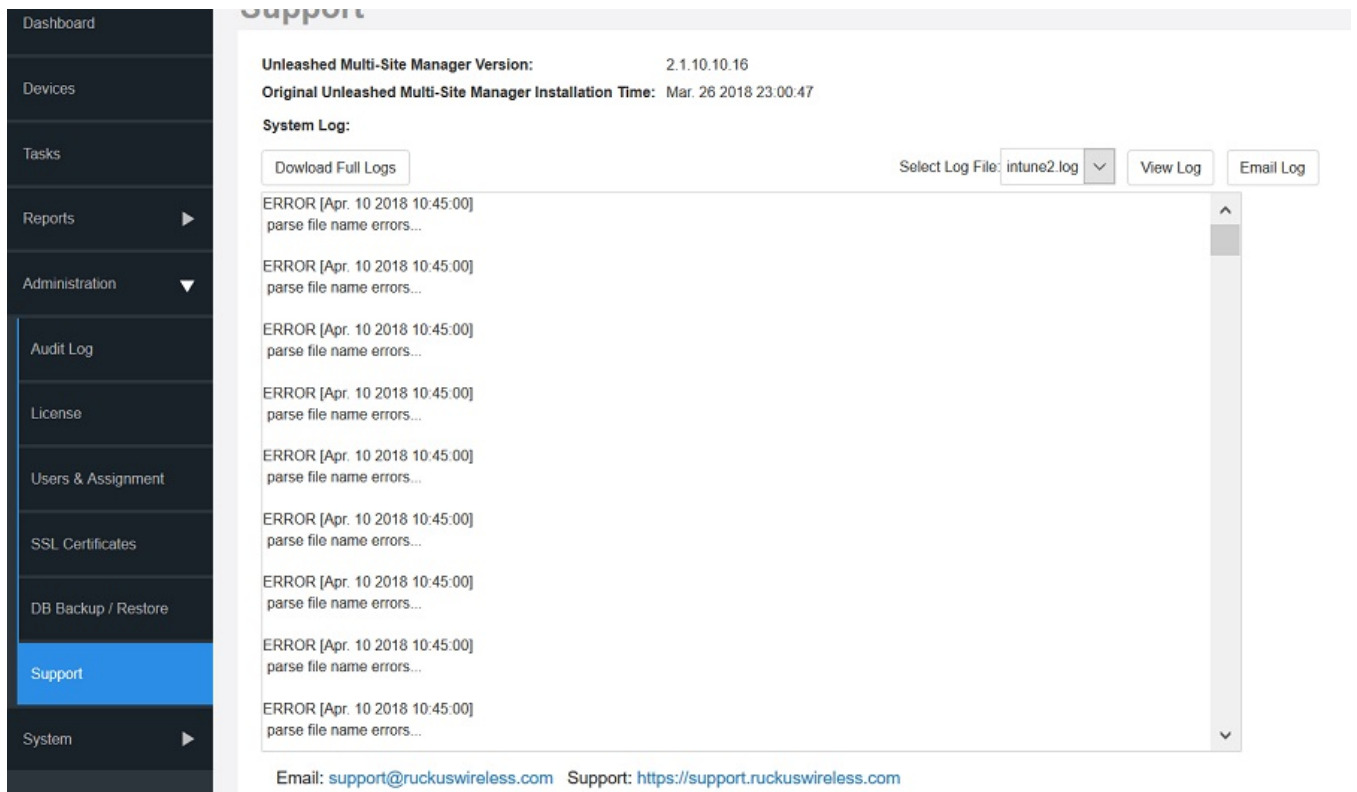 Support
Dashboard
Devices
Tasks
Reports
Administration
Audit Log
License
Users & Assignment
SSL Certificates
DB Backup / Restore
Support
System
Unleashed Multi-Site Manager Version: 2.1.10.10.16
Original Unleashed Multi-Site Manager Installation Time: Mar. 26 2018 23:00:47
System Log:
Dowload Full Logs
Select Log File: intune2.log
View Log
Email Log
ERROR [Apr. 10 2018 10:45:00]
parse file name errors...
ERROR [Apr. 10 2018 10:45:00]
parse file name errors...
ERROR [Apr. 10 2018 10:45:00]
parse file name errors...
ERROR [Apr. 10 2018 10:45:00]
parse file name errors...
ERROR [Apr. 10 2018 10:45:00]
parse file name errors...
ERROR [Apr. 10 2018 10:45:00]
parse file name errors...
ERROR [Apr. 10 2018 10:45:00]
parse file name errors...
ERROR [Apr. 10 2018 10:45:00]
parse file name errors...
ERROR [Apr. 10 2018 10:45:00]
parse file name errors...
Email: support@ruckuswireless.com Support: https://support.ruckuswireless.com